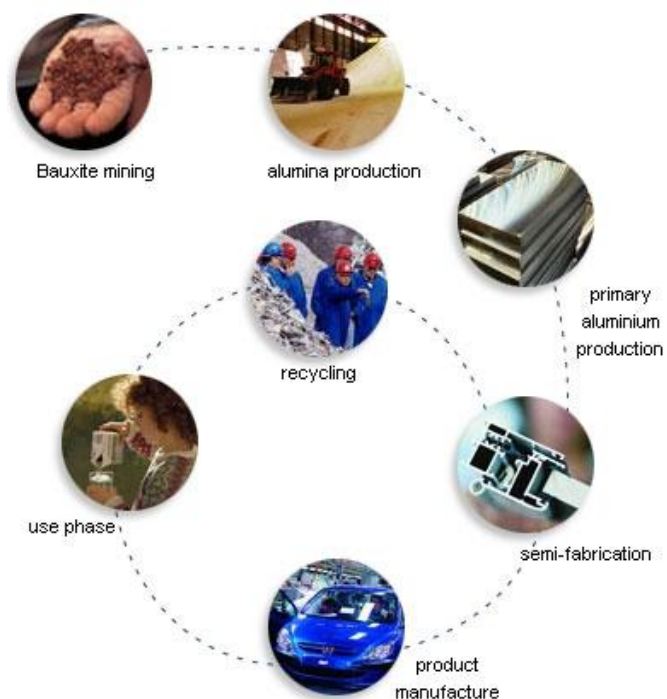 Bauxite mining
alumina production
primary
aluminium
production
recycling
use phase
semi-fabrication
product
manufacture